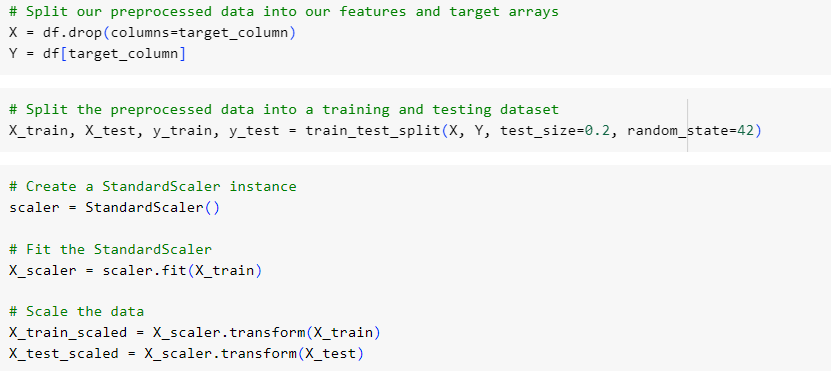 # Split our preprocessed data into our features and target arrays
X = df.drop(columns=target_column)
Y = df[target_column]
# Split the preprocessed data into a training and testing dataset
X_train, X_test, y_train, y_test = train_test_split(X, Y, test_size=0.2, random_state=42)
# Create a StandardScaler instance
scaler = StandardScaler()
# Fit the StandardScaler
X_scaler = scaler.fit(X_train)
# Scale the data
X_train_scaled = X_scaler.transform(X_train)
X_test_scaled = X_scaler.transform(X_test)